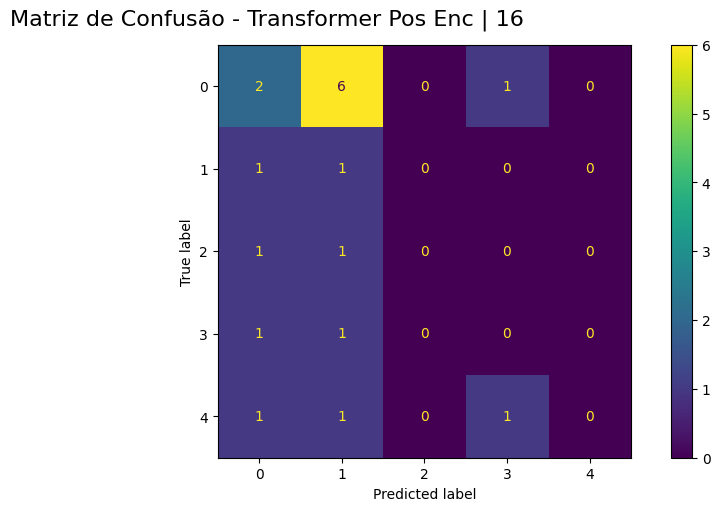 Matriz de Confusão - Transformer Pos Enc | 16
0 2 6 0 1 0
1 1 1 0 0 0
2 1 1 0 0 0
3 1 1 0 0 0
4 1 1 0 1 0
0 1 2 3 4
True label
Predicted label
6
5
4
3
2
1
0